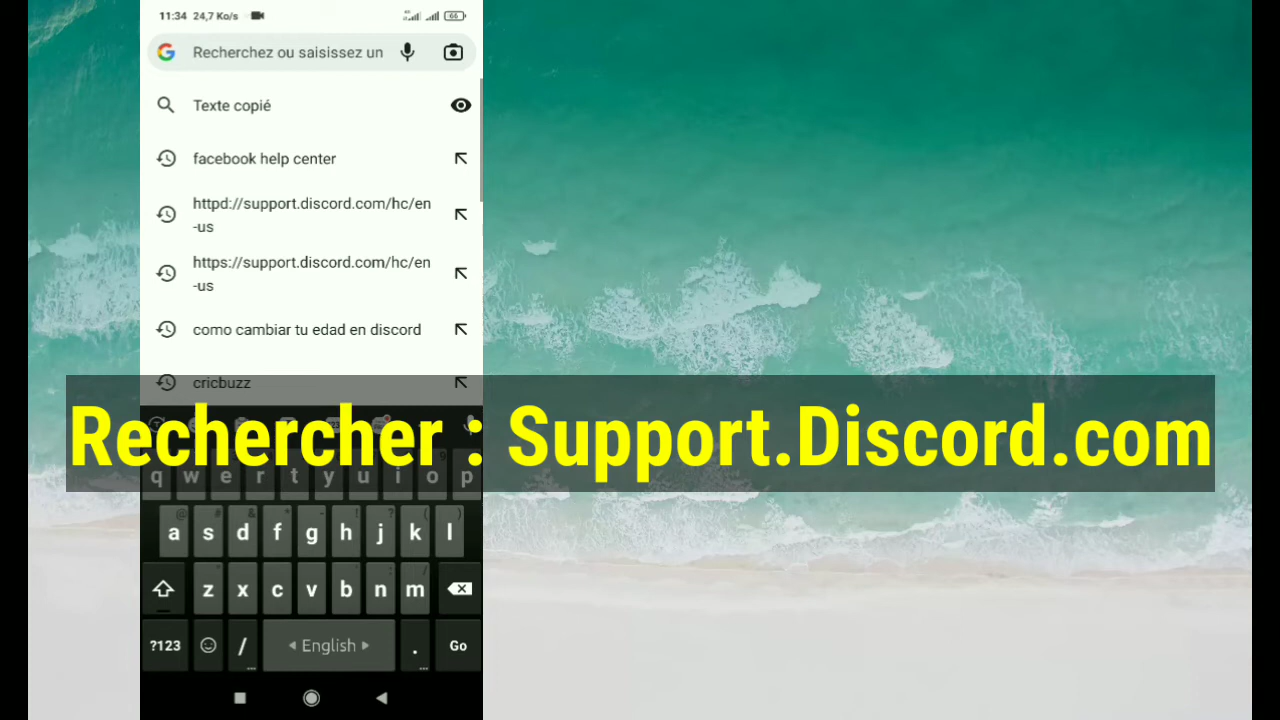 11:34 24,7 Ko/s 66
Recherchez ou saisissez un
Texte copié
facebook help center
httpd://support.discord.com/hc/en
-us
https://support.discord.com/hc/en
-us
como cambiar tu edad en discord
cricbuzz
Rechercher : Support.Discord.com
q w e r t y u i o p
a s d f g h j k l
z x c v b n m
?123 / English . Go